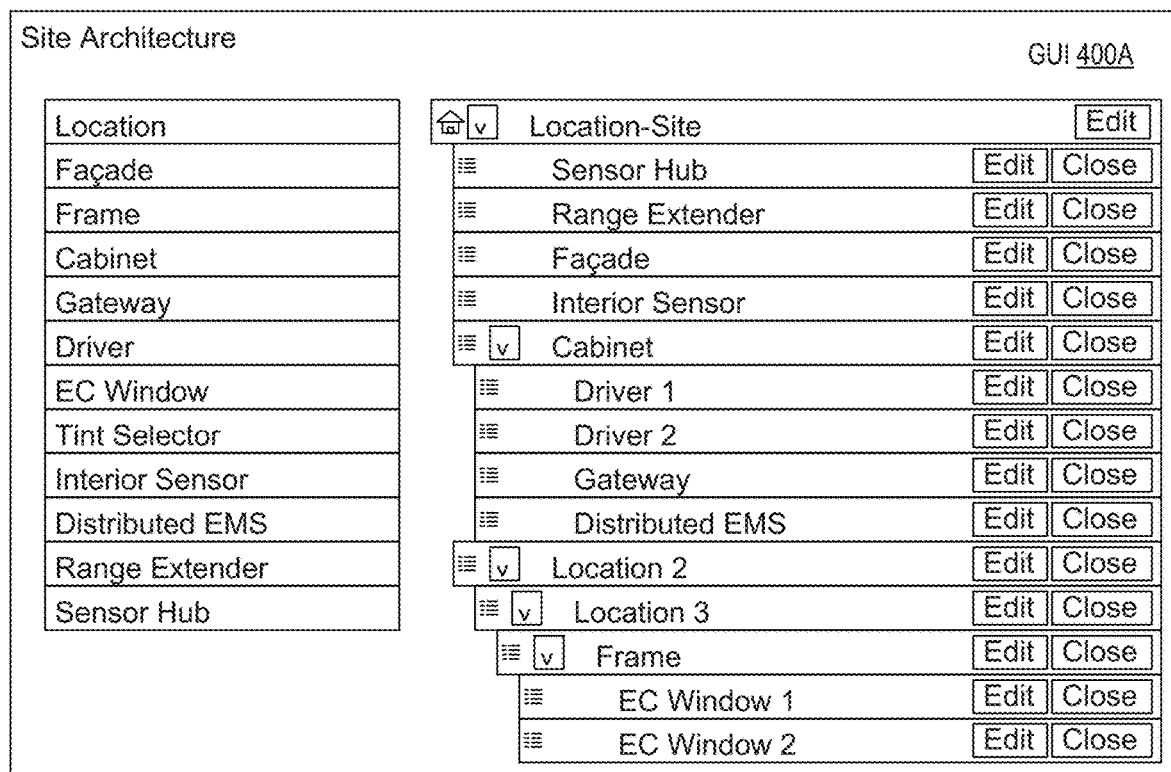 Site Architecture
GUI 400A
Location
Façade
Frame
Cabinet
Gateway
Driver
EC Window
Tint Selector
Interior Sensor
Distributed EMS
Range Extender
Sensor Hub
v Location-Site Edit
Sensor Hub Edit Close
Range Extender Edit Close
Façade Edit Close
Interior Sensor Edit Close
v Cabinet Edit Close
Driver 1 Edit Close
Driver 2 Edit Close
Gateway Edit Close
Distributed EMS Edit Close
v Location 2 Edit Close
v Location 3 Edit Close
v Frame Edit Close
EC Window 1 Edit Close
EC Window 2 Edit Close